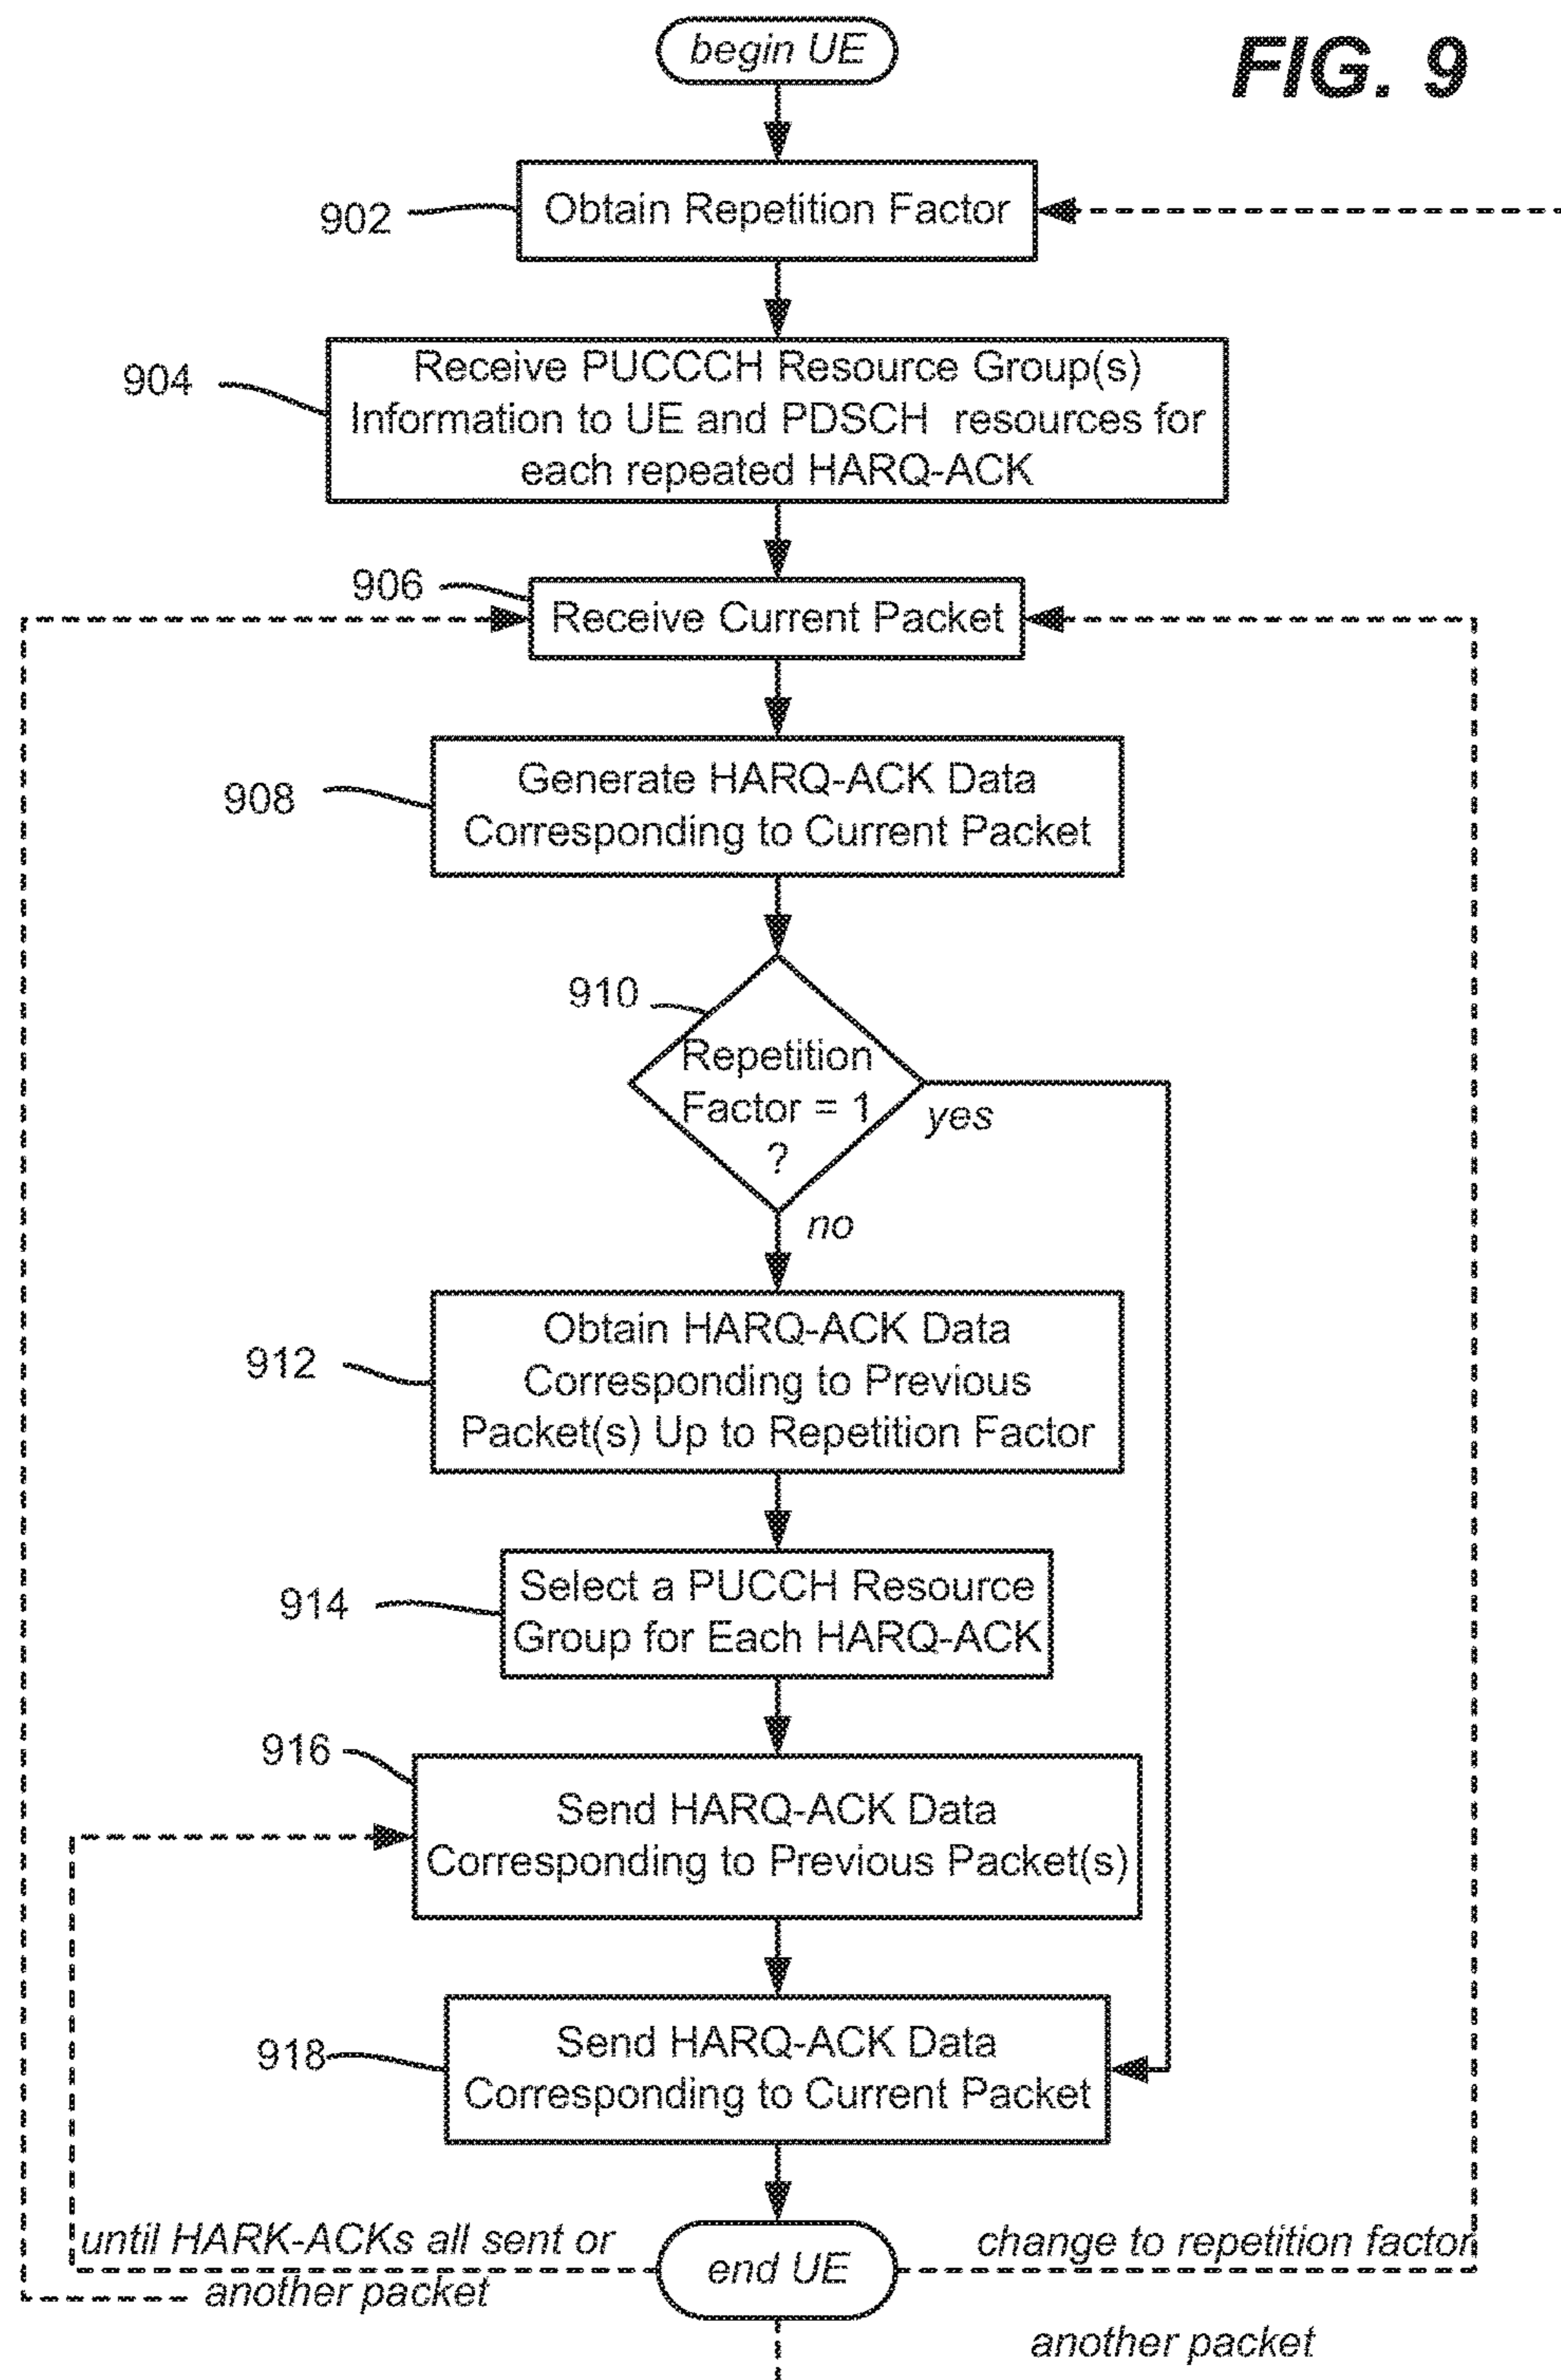 begin UE
FIG. 9
902
Obtain Repetition Factor
904
Receive PUCCCH Resource Group(s)
Information to UE and PDSCH resources for
each repeated HARQ-ACK
906
Receive Current Packet
908
Generate HARQ-ACK Data
Corresponding to Current Packet
910
Repetition
Factor = 1
?
yes
no
912
Obtain HARQ-ACK Data
Corresponding to Previous
Packet(s) Up to Repetition Factor
914
Select a PUCCH Resource
Group for Each HARQ-ACK
916
Send HARQ-ACK Data
Corresponding to Previous Packet(s)
918
Send HARQ-ACK Data
Corresponding to Current Packet
until HARK-ACKs all sent or
another packet
end UE
change to repetition factor
another packet